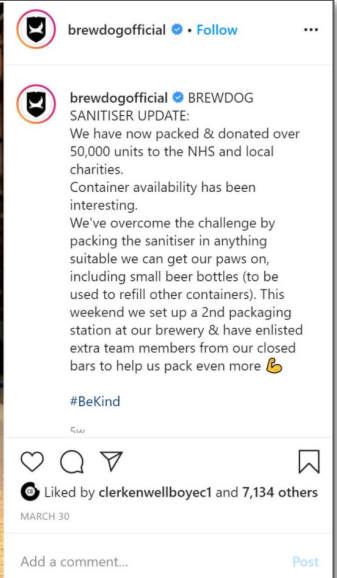 brewdogofficial • Follow
brewdogofficial BREWDOG
SANITISER UPDATE:
We have now packed & donated over
50,000 units to the NHS and local
charities.
Container availability has been
interesting.
We've overcome the challenge by
packing the sanitiser in anything
suitable we can get our paws on,
including small beer bottles (to be
used to refill other containers). This
weekend we set up a 2nd packaging
station at our brewery & have enlisted
extra team members from our closed
bars to help us pack even more 💪
#BeKind
5w
Liked by clerkenwellboyec1 and 7,134 others
MARCH 30
Add a comment... Post